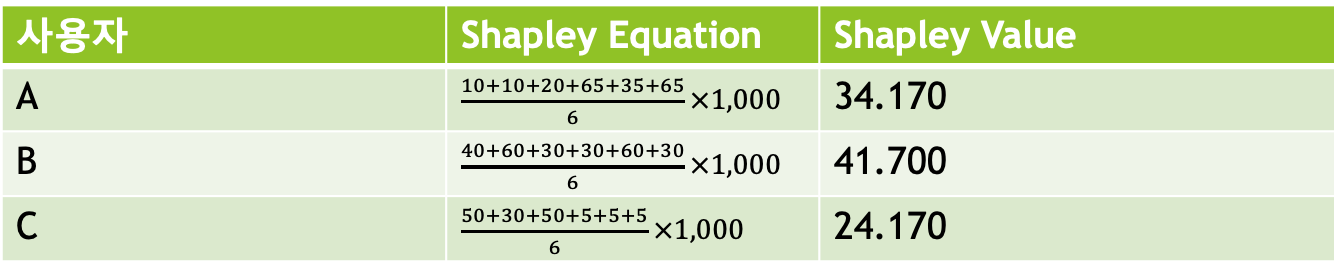 사용자 Shapley Equation Shapley Value
A 10+10+20+65+35+65/6 ×1,000 34.170
B 40+60+30+30+60+30/6 ×1,000 41.700
C 50+30+50+5+5+5/6 ×1,000 24.170